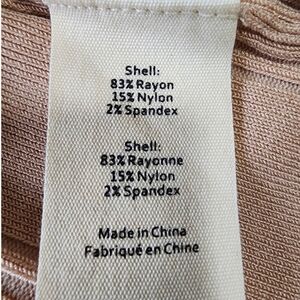 Shell:
83% Rayon
15% Nylon
2% Spandex
Shell:
83% Rayonne
15% Nylon
2% Spandex
Made in China
Fabriqué en Chine